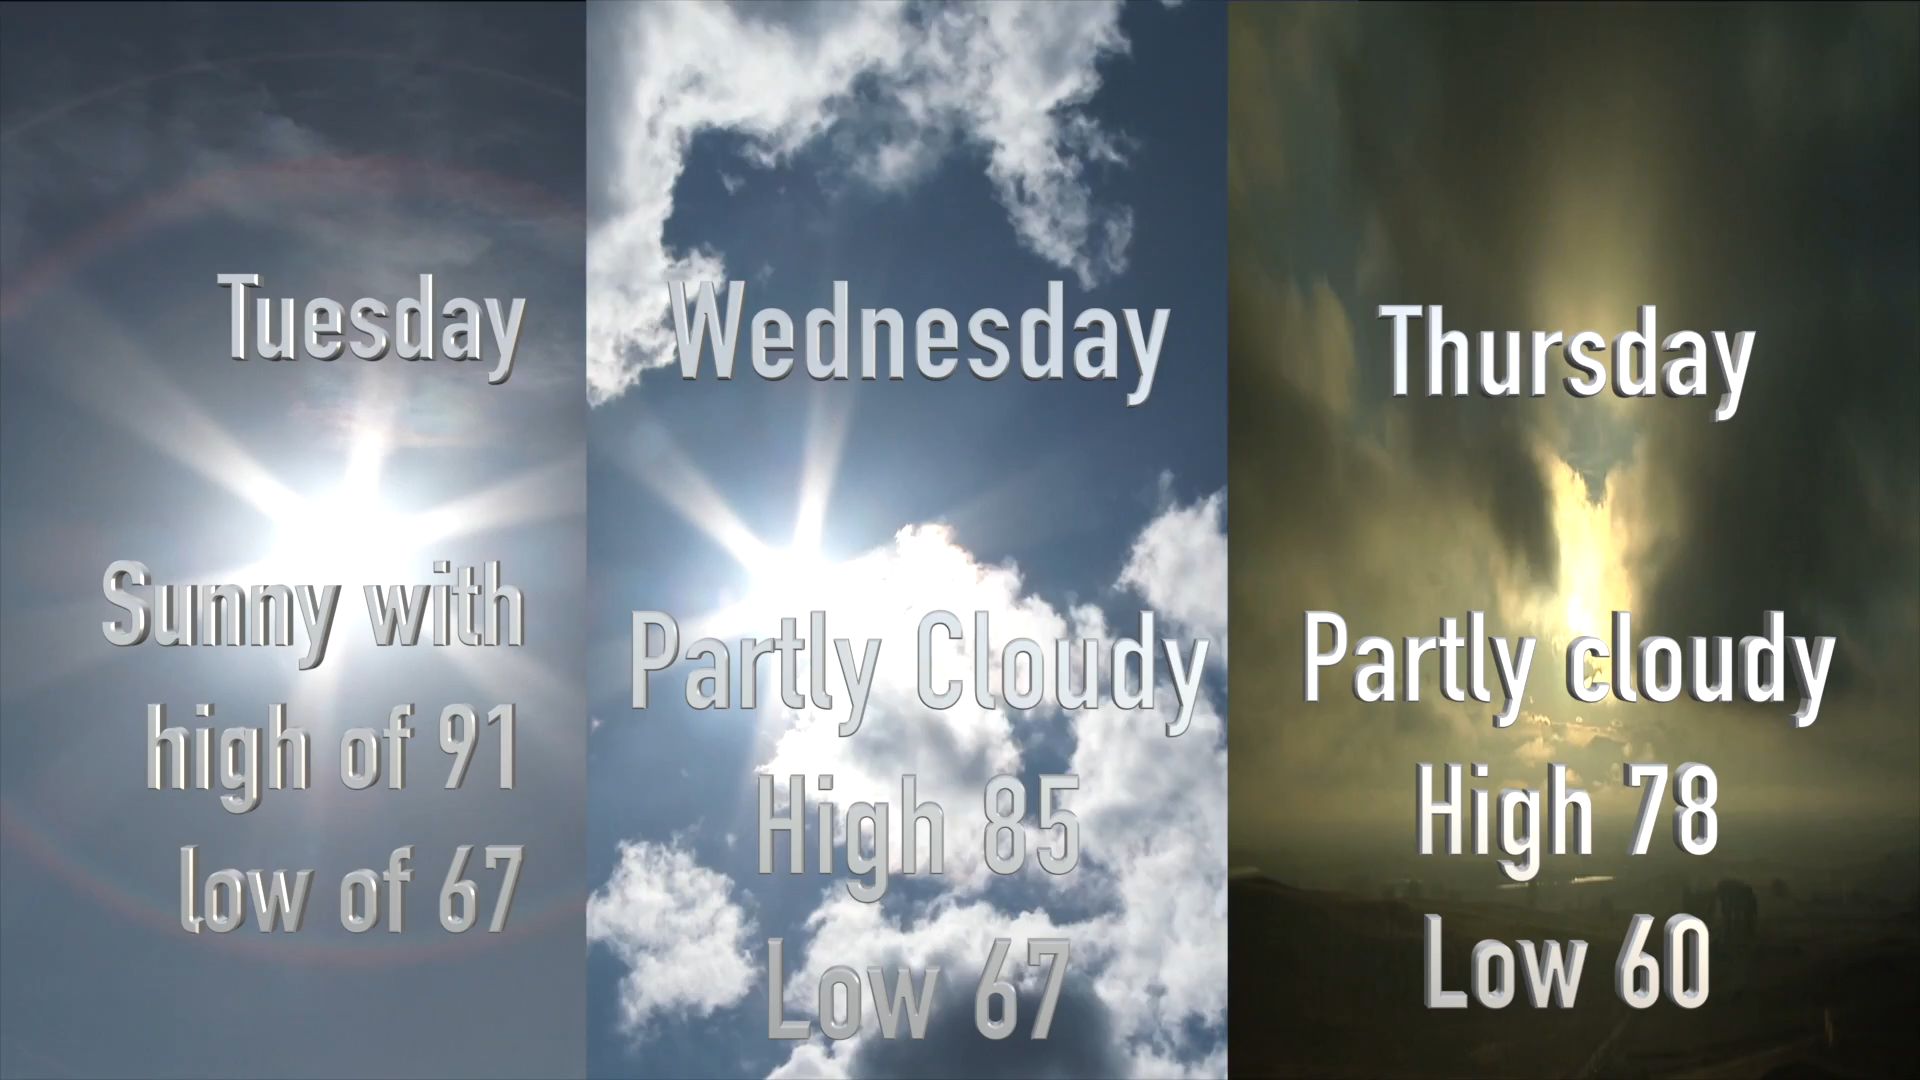 Tuesday
Sunny with
high of 91
low of 67
Wednesday
Partly Cloudy
High 85
Low 67
Thursday
Partly cloudy
High 78
Low 60